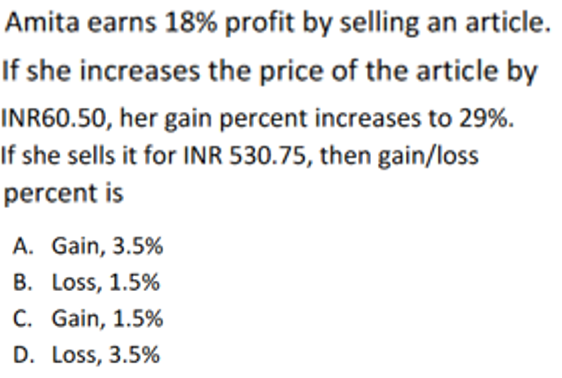 Amita earns 18% profit by selling an article.
If she increases the price of the article by
INR60.50, her gain percent increases to 29%.
If she sells it for INR 530.75, then gain/loss
percent is
A. Gain, 3.5%
B. Loss, 1.5%
C. Gain, 1.5%
D. Loss, 3.5%